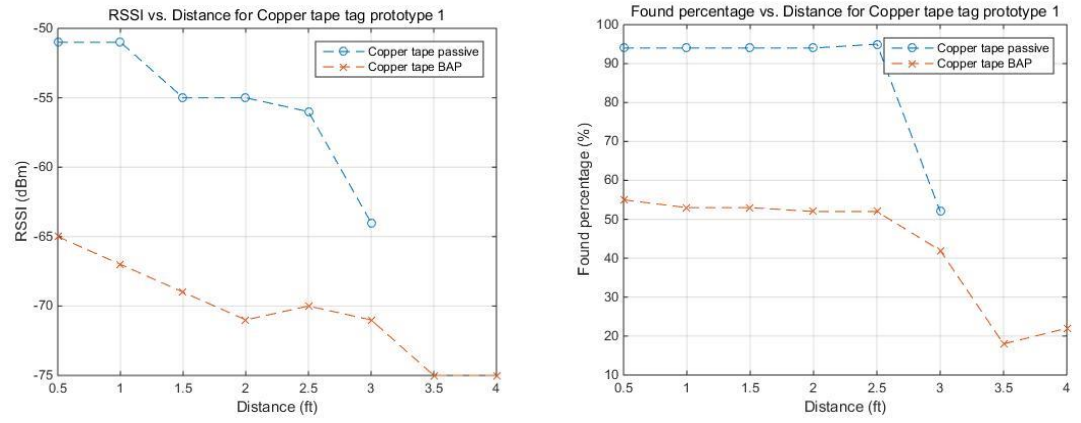 RSSI vs. Distance for Copper tape tag prototype 1
-50
-55
-60
-65
-70
-75
RSSI (dBm)
Copper tape passive
Copper tape BAP
0.5 1 1.5 2 2.5 3 3.5 4
Distance (ft)
Found percentage vs. Distance for Copper tape tag prototype 1
100
90
80
70
60
50
40
30
20
10
Found percentage (%)
Copper tape passive
Copper tape BAP
0.5 1 1.5 2 2.5 3 3.5 4
Distance (ft)